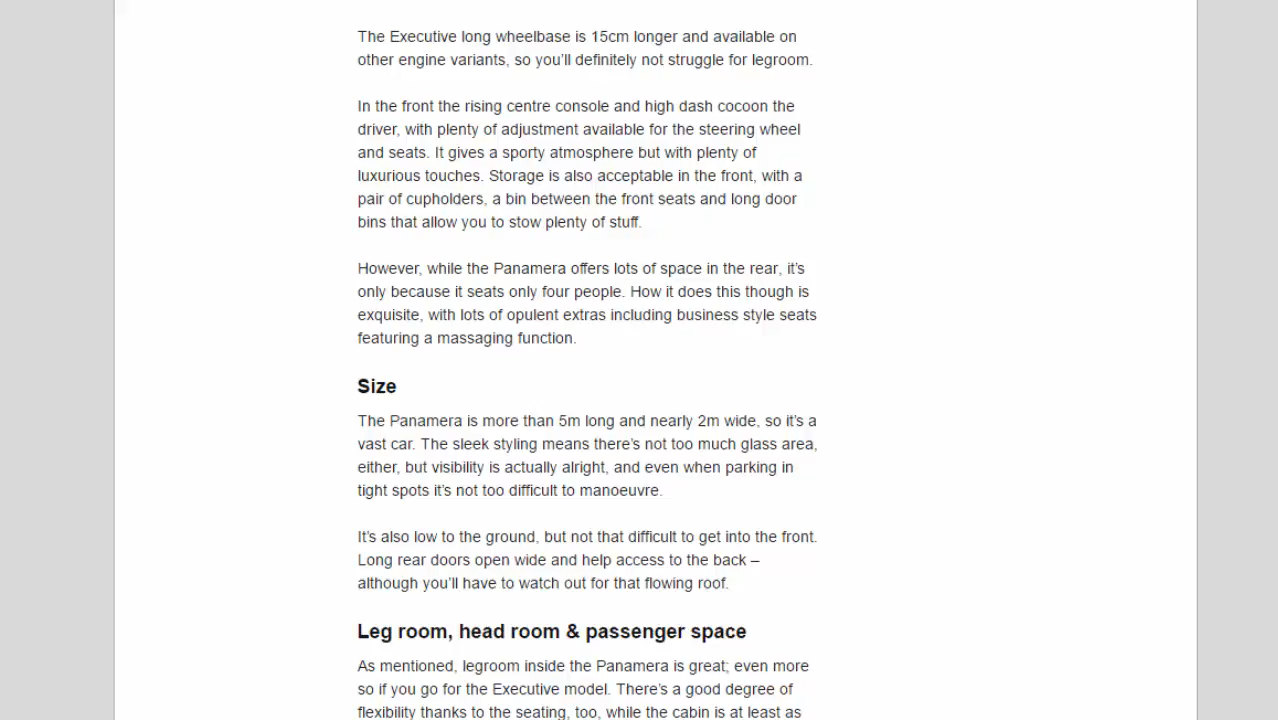 The Executive long wheelbase is 15cm longer and available on
other engine variants, so you’ll definitely not struggle for legroom.
In the front the rising centre console and high dash cocoon the
driver, with plenty of adjustment available for the steering wheel
and seats. It gives a sporty atmosphere but with plenty of
luxurious touches. Storage is also acceptable in the front, with a
pair of cupholders, a bin between the front seats and long door
bins that allow you to stow plenty of stuff.
However, while the Panamera offers lots of space in the rear, it’s
only because it seats only four people. How it does this though is
exquisite, with lots of opulent extras including business style seats
featuring a massaging function.
Size
The Panamera is more than 5m long and nearly 2m wide, so it’s a
vast car. The sleek styling means there’s not too much glass area,
either, but visibility is actually alright, and even when parking in
tight spots it’s not too difficult to manoeuvre.
It’s also low to the ground, but not that difficult to get into the front.
Long rear doors open wide and help access to the back –
although you’ll have to watch out for that flowing roof.
Leg room, head room & passenger space
As mentioned, legroom inside the Panamera is great; even more
so if you go for the Executive model. There’s a good degree of
flexibility thanks to the seating, too, while the cabin is at least as